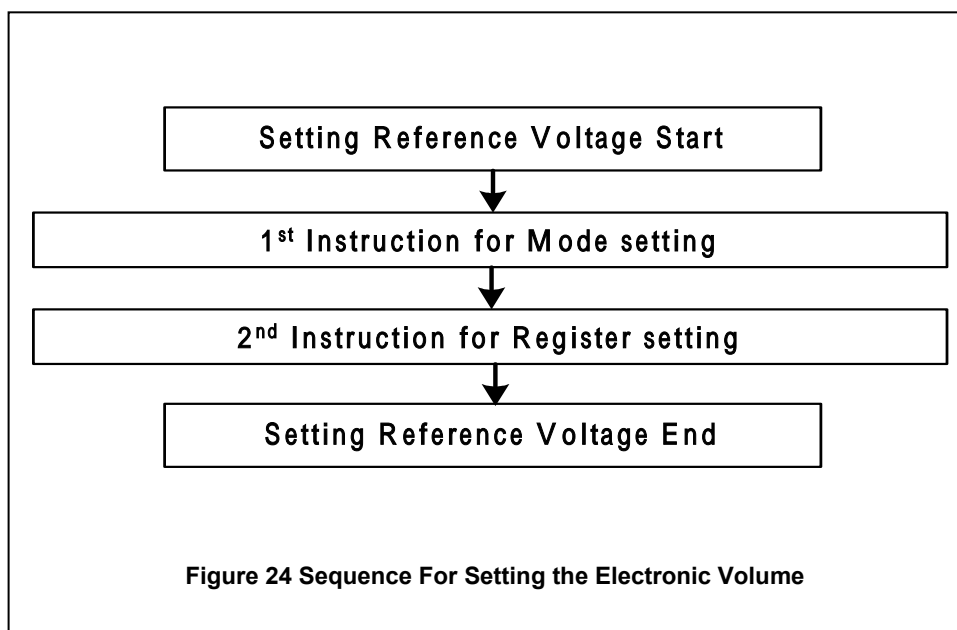 Setting Reference Voltage Start
1st Instruction for Mode setting
2nd Instruction for Register setting
Setting Reference Voltage End
Figure 24 Sequence For Setting the Electronic Volume